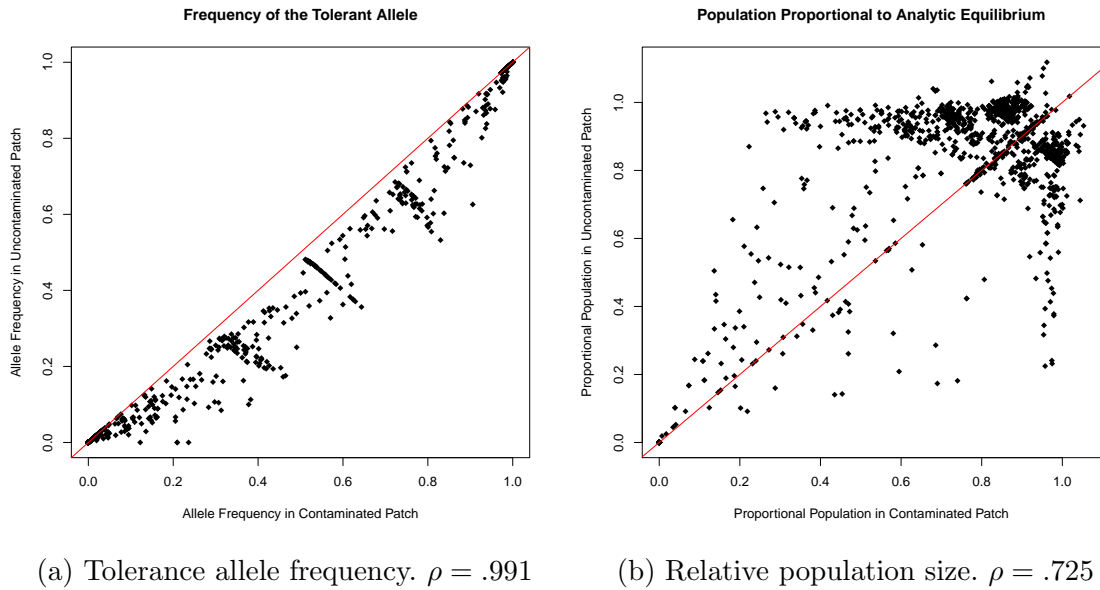 Frequency of the Tolerant Allele
Allele Frequency in Uncontaminated Patch
1.0
0.8
0.6
0.4
0.2
0.0
0.0 0.2 0.4 0.6 0.8 1.0
Allele Frequency in Contaminated Patch
(a) Tolerance allele frequency. ρ = .991
Population Proportional to Analytic Equilibrium
Proportional Population in Uncontaminated Patch
1.0
0.8
0.6
0.4
0.2
0.0
0.0 0.2 0.4 0.6 0.8 1.0
Proportional Population in Contaminated Patch
(b) Relative population size. ρ = .725